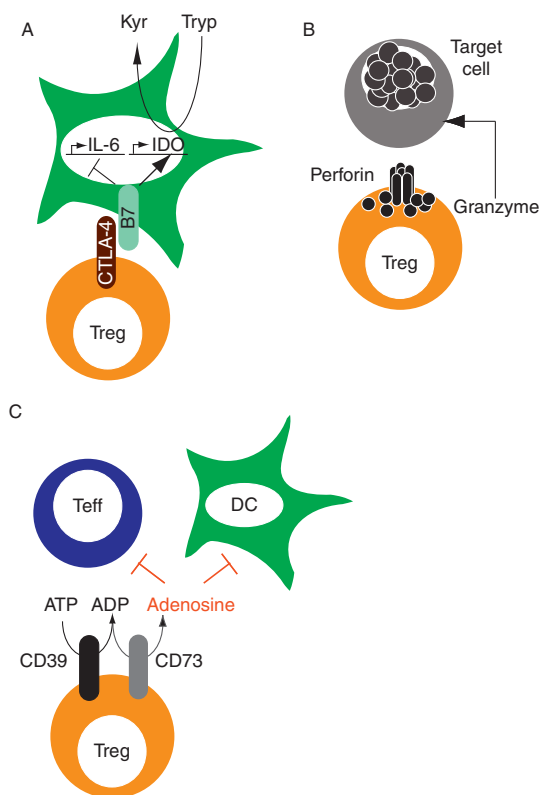 A
Kyr Tryp
IL-6 IDO
B7
CTLA-4
Treg
B
Target
cell
Perforin
Granzyme
Treg
C
Teff
DC
ATP ADP Adenosine
CD39 CD73
Treg